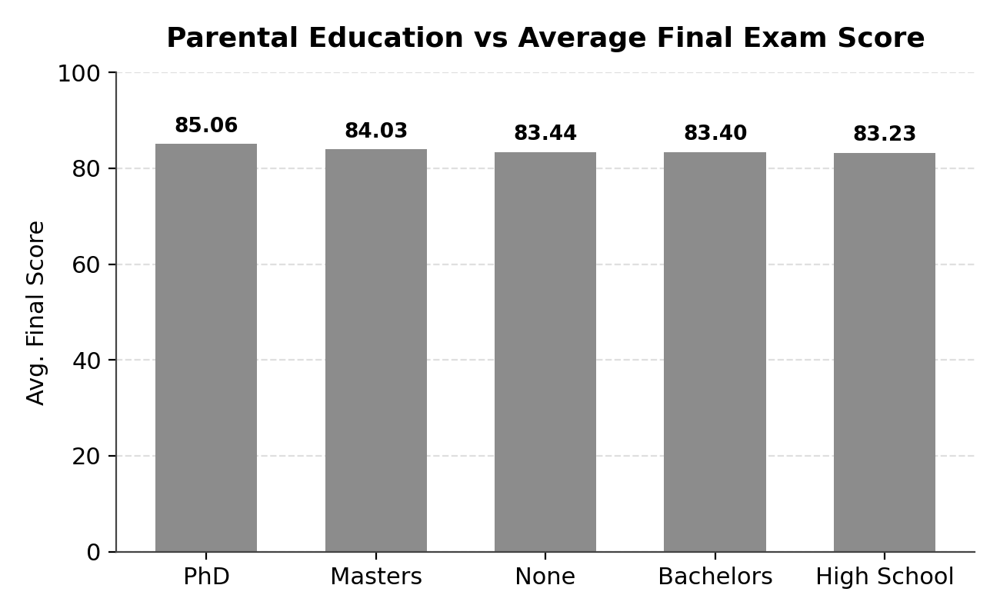 Parental Education vs Average Final Exam Score
100
80
60
40
20
0
Avg. Final Score
85.06
84.03
83.44
83.40
83.23
PhD
Masters
None
Bachelors
High School